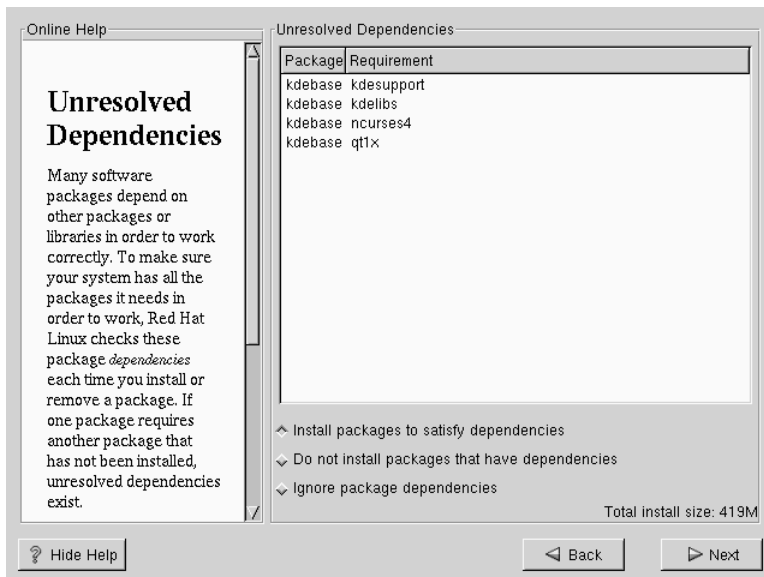 Online Help
Unresolved
Dependencies
Many software
packages depend on
other packages or
libraries in order to work
correctly. To make sure
your system has all the
packages it needs in
order to work, Red Hat
Linux checks these
package dependencies
each time you install or
remove a package. If
one package requires
another package that
has not been installed,
unresolved dependencies
exist.
Unresolved Dependencies
Package Requirement
kdebase kdesupport
kdebase kdelibs
kdebase ncurses4
kdebase qt1x
Install packages to satisfy dependencies
Do not install packages that have dependencies
Ignore package dependencies
Total install size: 419M
Hide Help
Back
Next